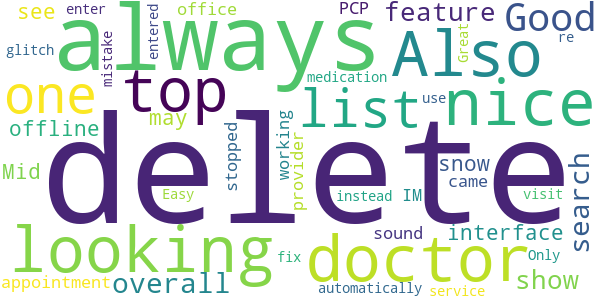 see enter office PCP feature Good
always
glitch mistake entered Also Great re
one top list nice
medication use
offline may
delete
stopped working provider search
Mid snow
came
Easy instead IM visit
looking doctor sound interface
fix Only
appointment overall automatically service show